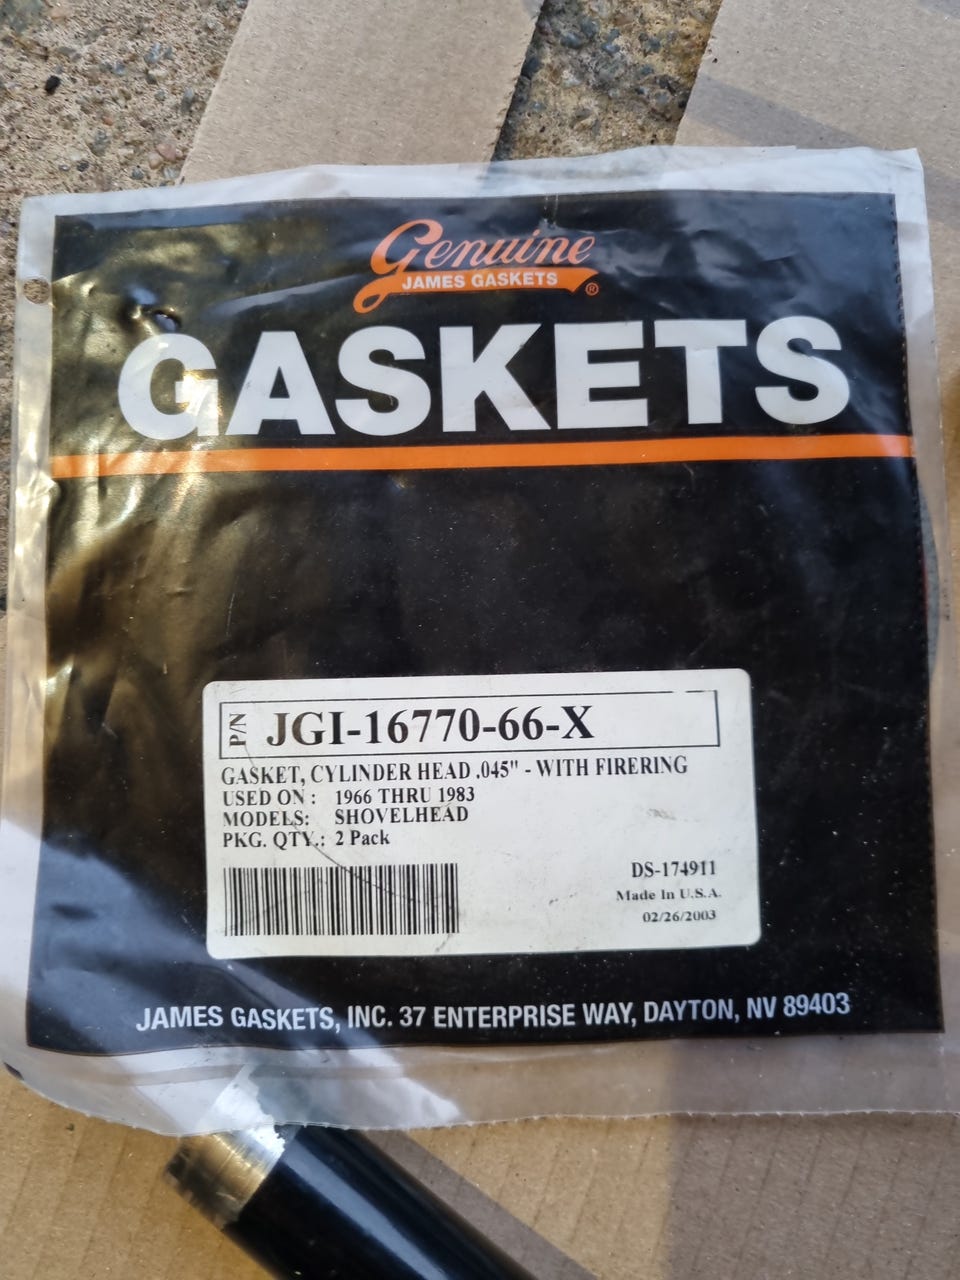 Genuine
JAMES GASKETS ®
GASKETS
P/N JGI-16770-66-X
GASKET, CYLINDER HEAD .045" - WITH FIRERING
USED ON : 1966 THRU 1983
MODELS: SHOVELHEAD
PKG. QTY.: 2 Pack
DS-174911
Made In U.S.A.
02/26/2003
JAMES GASKETS, INC. 37 ENTERPRISE WAY, DAYTON, NV 89403